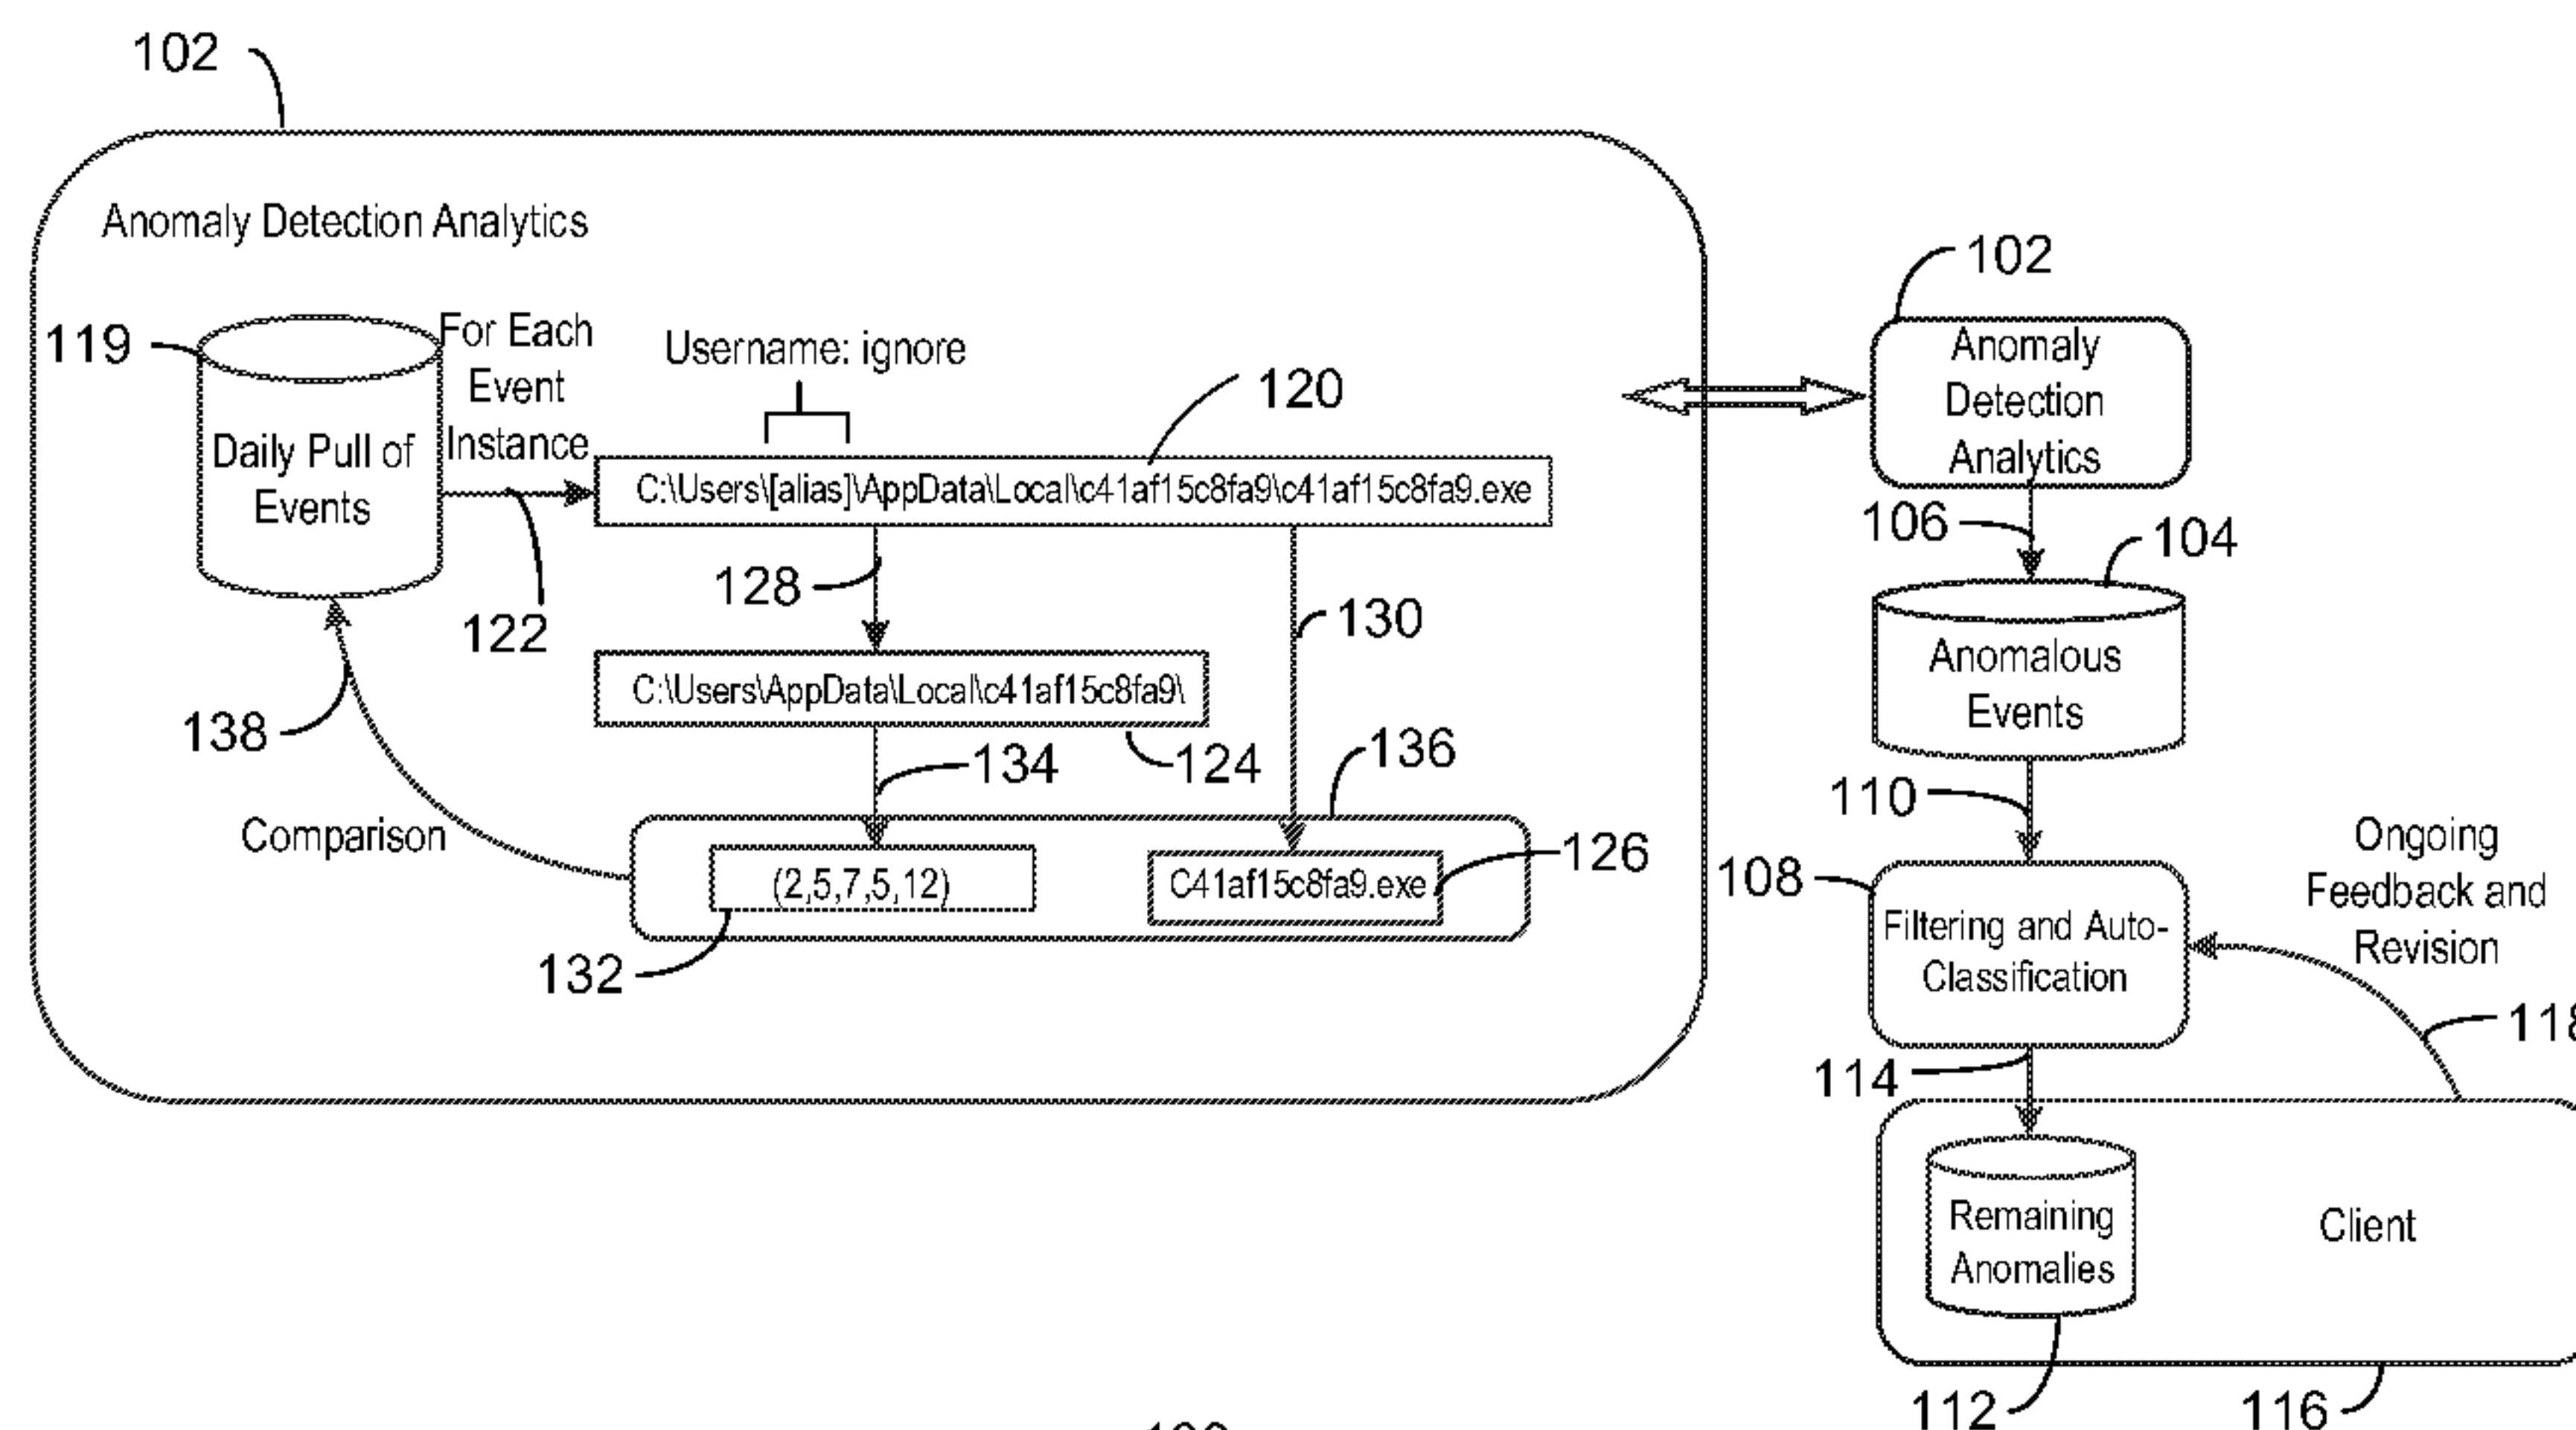 102
Anomaly Detection Analytics
119
Daily Pull of
Events
For Each
Event
Instance
122
Username: ignore
120
C:\Users\[alias]\AppData\Local\c41af15c8fa9\c41af15c8fa9.exe
128
130
C:\Users\AppData\Local\c41af15c8fa9\
124
134
136
138
Comparison
(2,5,7,5,12)
C41af15c8fa9.exe
126
132
102
Anomaly
Detection
Analytics
106
104
Anomalous
Events
110
108
Filtering and Auto-
Classification
Ongoing
Feedback and
Revision
114
Remaining
Anomalies
Client
112
116